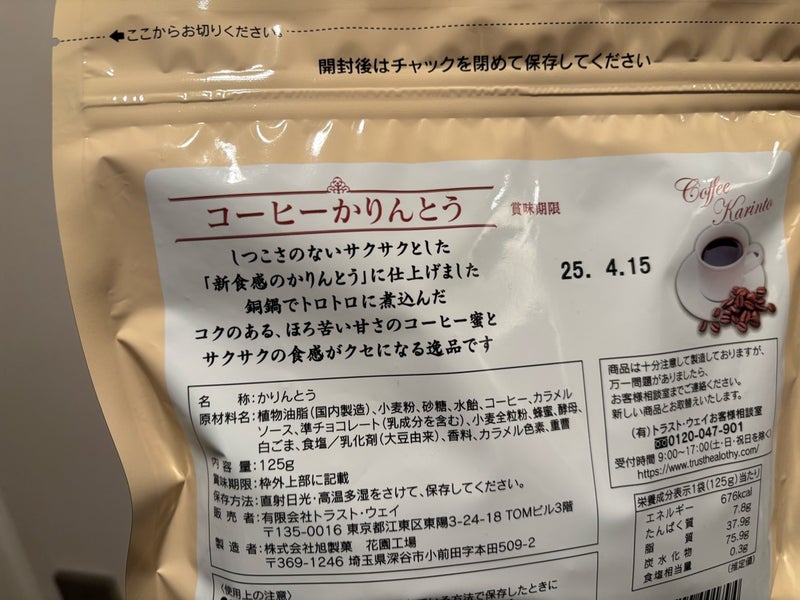 ここからお切りください。
開封後はチャックを閉めて保存してください
コーヒーかりんとう
賞味期限
25. 4.15
Coffee
Karinto
しつこさのないサクサクとした
「新食感のかりんとう」に仕上げました
銅鍋でトロトロに煮込んだ
コクのある、ほろ苦い甘さのコーヒー蜜と
サクサクの食感がクセになる逸品です
名 称:かりんとう
原材料名:植物油脂(国内製造)、小麦粉、砂糖、水飴、コーヒー、カラメル
ソース、準チョコレート(乳成分を含む)、小麦全粒粉、蜂蜜、酵母、
白ごま、食塩/乳化剤(大豆由来)、香料、カラメル色素、重曹
内 容 量:125g
賞味期限:枠外上部に記載
保存方法:直射日光・高温多湿をさけて、保存してください。
販 売 者:有限会社トラスト・ウェイ
〒135-0016 東京都江東区東陽3-24-18 TOMビル3階
製 造 者:株式会社旭製菓 花園工場
〒369-1246 埼玉県深谷市小前田字本田509-2
商品は十分注意して製造しておりますが、
万一問題がありましたら、
お客様相談室までご連絡ください。
新しい商品とお取替えいたします。
(有)トラスト・ウェイお客様相談室
0120-047-901
受付時間 9:00~17:00(土・日・祝日を除く)
https://www.trusthealothy.com/
栄養成分表示1袋(125g)当たり
エネルギー 676kcal
たんぱく質 7.8g
脂 質 37.9g
炭水化物 75.9g
食塩相当量 0.3g
(推定値)
〈使用上の注意〉
方法で保存したときに